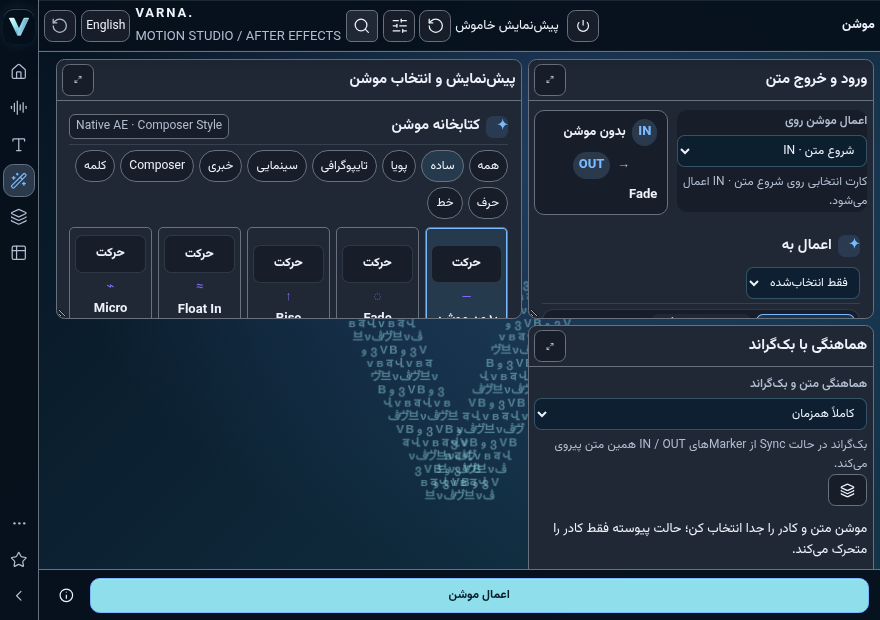 VARNA.
MOTION STUDIO / AFTER EFFECTS
English
پیش‌نمایش خاموش
موشن
پیش‌نمایش و انتخاب موشن
کتابخانه موشن
Native AE · Composer Style
همه
ساده
پویا
تایپوگرافی
سینمایی
خبری
Composer
کلمه
حرف
خط
حرکت
حرکت
حرکت
حرکت
حرکت
Fade
Rise
Float In
Micro
ورود و خروج متن
اعمال موشن روی
شروع متن · IN
کارت انتخابی روی شروع متن · IN اعمال
می‌شود.
IN بدون موشن
→ OUT
Fade
اعمال به
فقط انتخاب‌شده
هماهنگی با بک‌گراند
هماهنگی متن و بک‌گراند
کاملاً همزمان
بک‌گراند در حالت Sync از Markerهای IN / OUT همین متن پیروی
می‌کند.
موشن متن و کادر را جدا انتخاب کن؛ حالت پیوسته فقط کادر را
متحرک می‌کند.
اعمال موشن